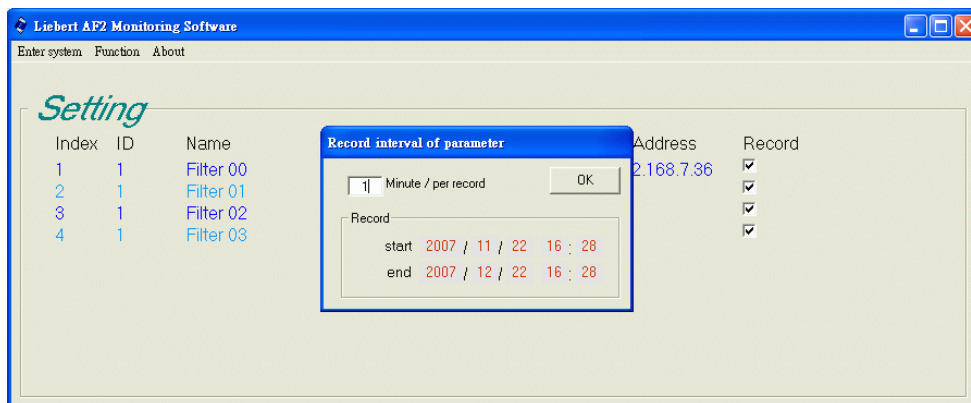 Liebert AF2 Monitoring Software
Enter system Function About
Setting
Index ID Name Address Record
1 1 Filter 00 2.168.7.36
2 1 Filter 01
3 1 Filter 02
4 1 Filter 03
Record interval of parameter
1 Minute / per record OK
Record
start 2007 / 11 / 22 16 : 28
end 2007 / 12 / 22 16 : 28